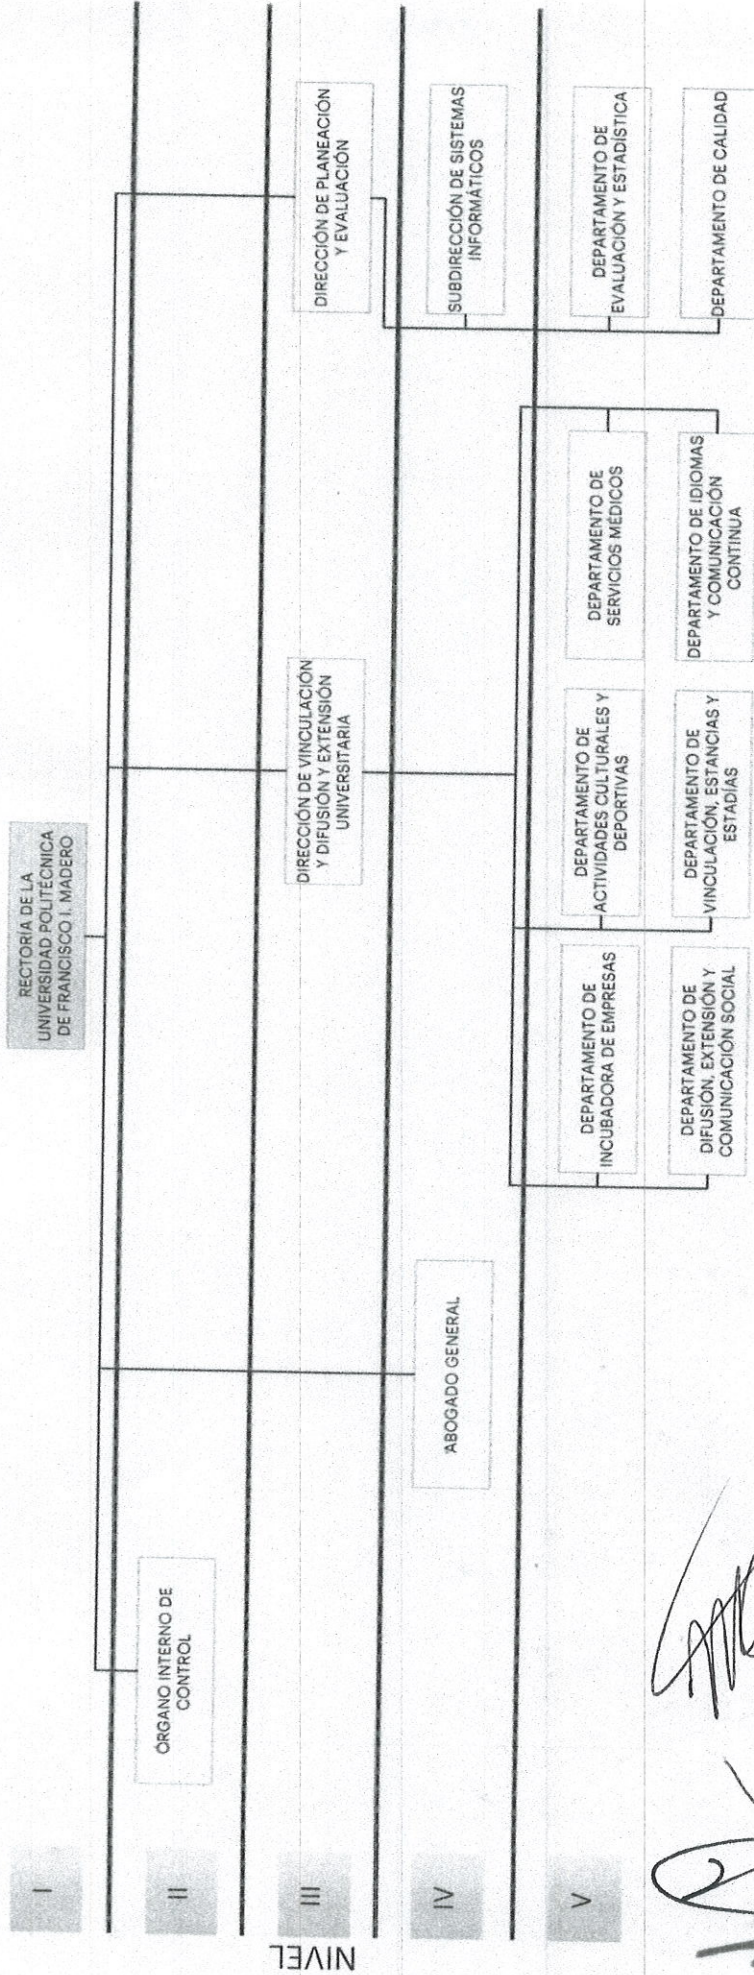 NIVEL
I
RECTORÍA DE LA
UNIVERSIDAD POLITÉCNICA
DE FRANCISCO I. MADERO
II
ÓRGANO INTERNO DE
CONTROL
III
DIRECCIÓN DE VINCULACIÓN
Y DIFUSIÓN Y EXTENSIÓN
UNIVERSITARIA
DIRECCIÓN DE PLANEACIÓN
Y EVALUACIÓN
IV
ABOGADO GENERAL
SUBDIRECCIÓN DE SISTEMAS
INFORMÁTICOS
V
DEPARTAMENTO DE
INCUBADORA DE EMPRESAS
DEPARTAMENTO DE
ACTIVIDADES CULTURALES Y
DEPORTIVAS
DEPARTAMENTO DE
SERVICIOS MÉDICOS
DEPARTAMENTO DE
EVALUACIÓN Y ESTADÍSTICA
DEPARTAMENTO DE
DIFUSIÓN, EXTENSIÓN Y
COMUNICACIÓN SOCIAL
DEPARTAMENTO DE
VINCULACIÓN, ESTANCIAS Y
ESTADÍAS
DEPARTAMENTO DE IDIOMAS
Y COMUNICACIÓN
CONTINUA
DEPARTAMENTO DE CALIDAD